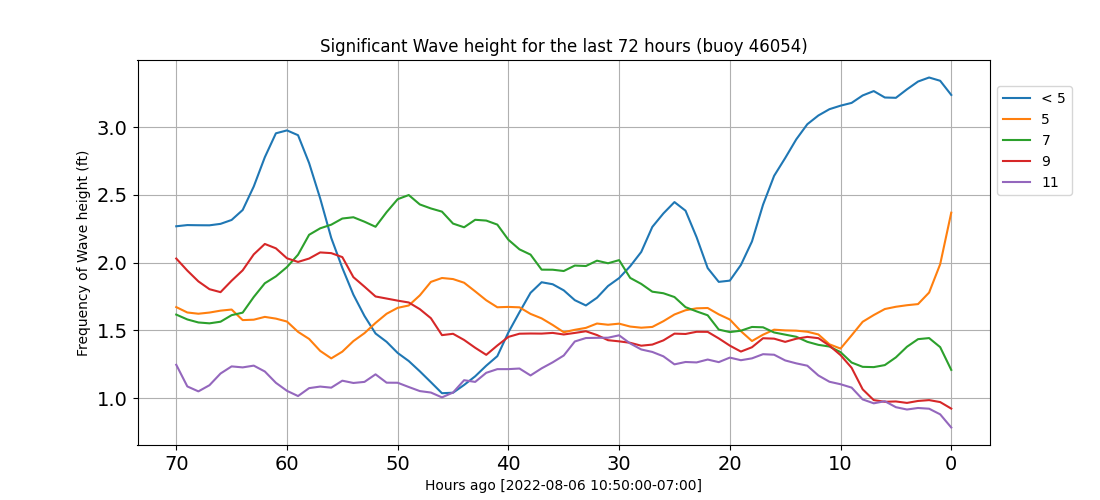 Significant Wave height for the last 72 hours (buoy 46054)
Frequency of Wave height (ft)
3.0
2.5
2.0
1.5
1.0
70 60 50 40 30 20 10 0
Hours ago [2022-08-06 10:50:00-07:00]
< 5
5
7
9
11